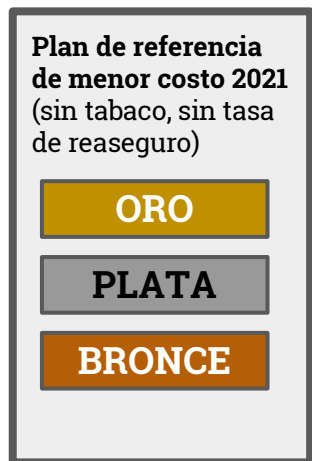 Plan de referencia
de menor costo 2021
(sin tabaco, sin tasa
de reaseguro)
ORO
PLATA
BRONCE